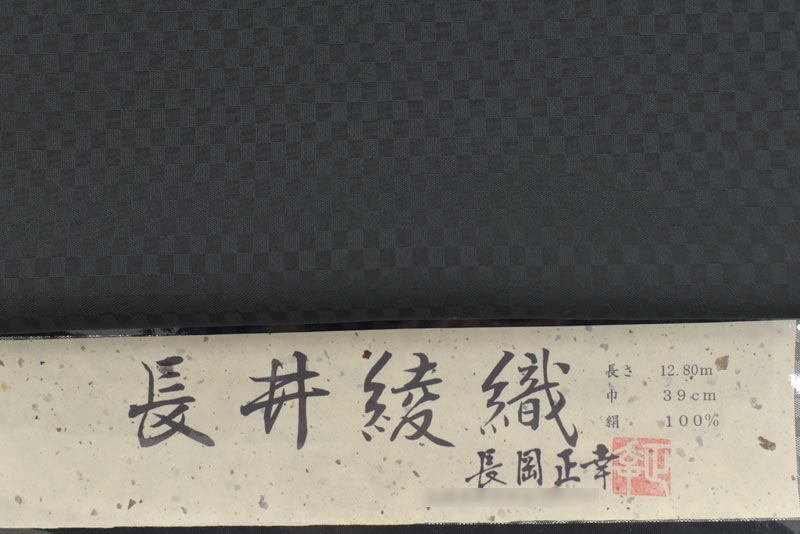 長井綾織
長さ 12.80m
巾 39cm
絹 100%
長岡正幸